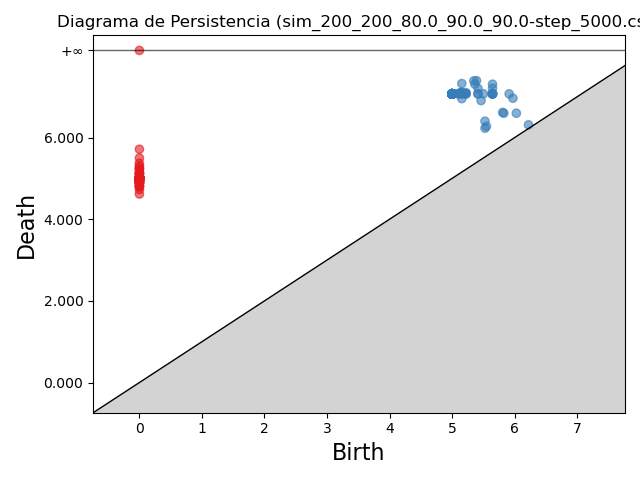 Diagrama de Persistencia (sim_200_200_80.0_90.0_90.0-step_5000.cs
+∞
6.000
4.000
2.000
0.000
Death
0 1 2 3 4 5 6 7
Birth